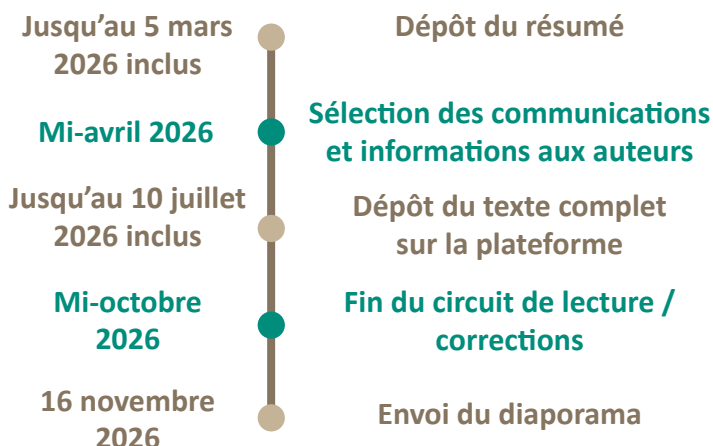 Jusqu’au 5 mars
2026 inclus
Dépôt du résumé
Mi-avril 2026
Sélection des communications
et informations aux auteurs
Jusqu’au 10 juillet
2026 inclus
Dépôt du texte complet
sur la plateforme
Mi-octobre
2026
Fin du circuit de lecture /
corrections
16 novembre
2026
Envoi du diaporama